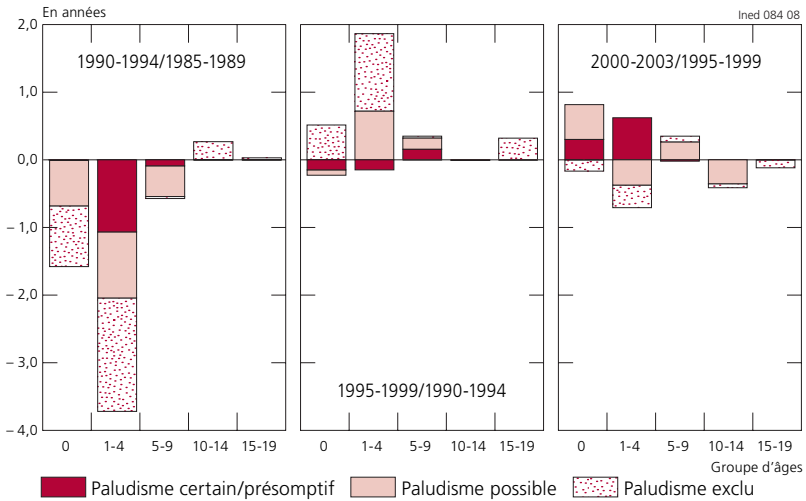 En années
Ined 084 08
2,0
1,0
0,0
– 1,0
– 2,0
– 3,0
– 4,0
1990-1994/1985-1989
1995-1999/1990-1994
2000-2003/1995-1999
0 1-4 5-9 10-14 15-19
0 1-4 5-9 10-14 15-19
0 1-4 5-9 10-14 15-19
Groupe d’âges
Paludisme certain/présomptif Paludisme possible Paludisme exclu